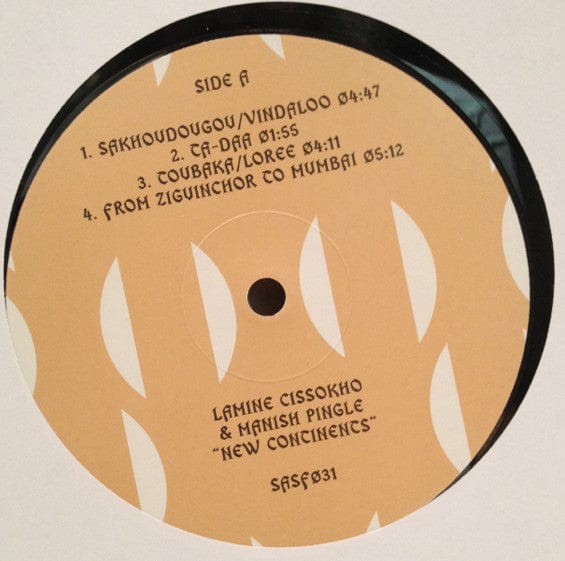 SIDE A
1. SAKHOUDOUGOU/VINDALOO Ø4:47
2. TA-DAA Ø1:55
3. TOUBAKA/LOREE Ø4:11
4. FROM ZIGUINCHOR TO MUMBAI Ø5:12
LAMINE CISSOKHO
& MANISH PINGLE
"NEW CONTINENTS"
SASFØ31